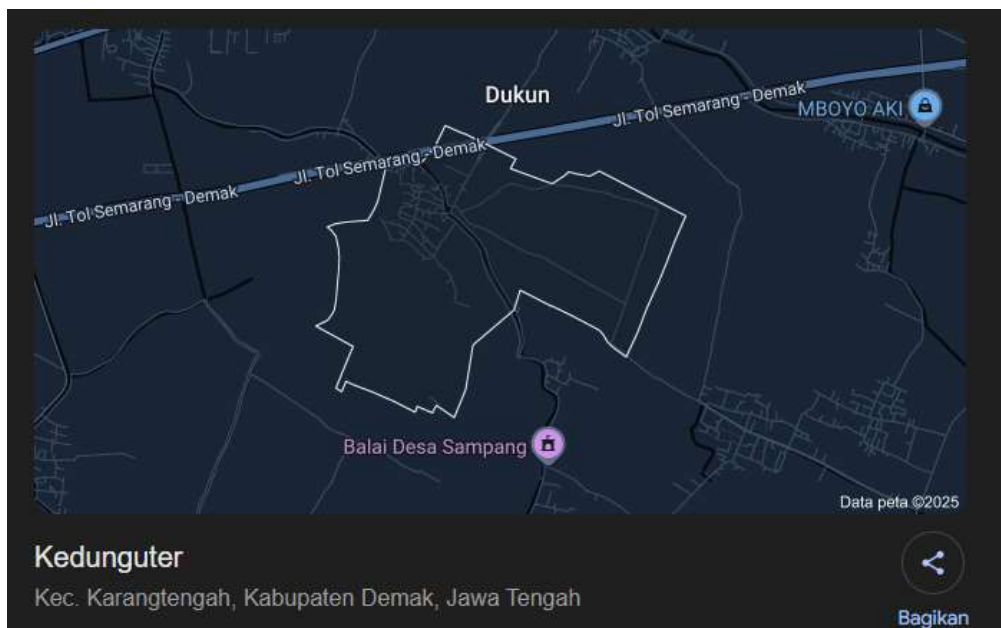 Dukun
Jl. Tol Semarang - Demak
MBOYO AKI
Jl. Tol Semarang - Demak
Jl. Tol Semarang - Demak
Balai Desa Sampang
Data peta ©2025
Kedunguter
Kec. Karangtengah, Kabupaten Demak, Jawa Tengah
Bagikan